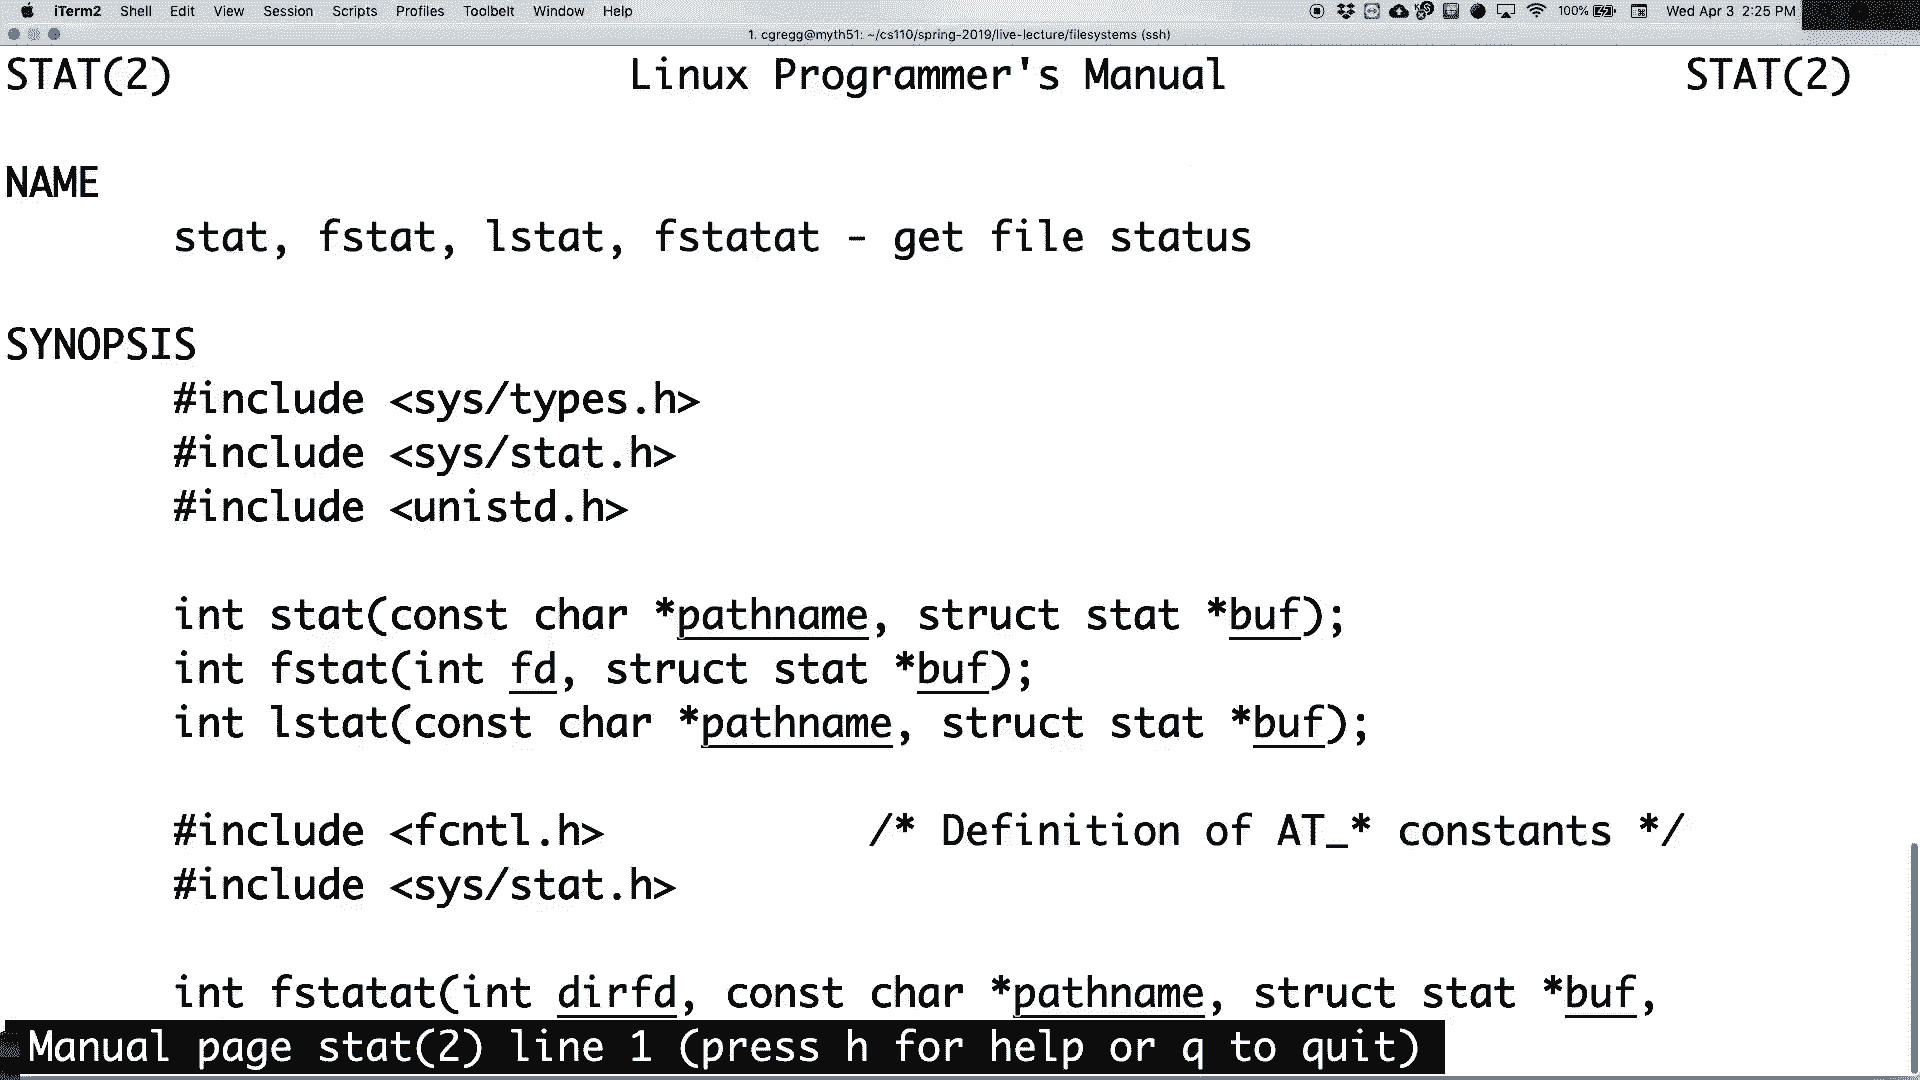 iTerm2 Shell Edit View Session Scripts Profiles Toolbelt Window Help 100% Wed Apr 3 2:25 PM
1. cgregg@myth51: ~/cs110/spring-2019/live-lecture/filesystems (ssh)
STAT(2) Linux Programmer's Manual STAT(2)
NAME
stat, fstat, lstat, fstatat - get file status
SYNOPSIS
#include <sys/types.h>
#include <sys/stat.h>
#include <unistd.h>
int stat(const char *pathname, struct stat *buf);
int fstat(int fd, struct stat *buf);
int lstat(const char *pathname, struct stat *buf);
#include <fcntl.h> /* Definition of AT_* constants */
#include <sys/stat.h>
int fstatat(int dirfd, const char *pathname, struct stat *buf,
Manual page stat(2) line 1 (press h for help or q to quit)